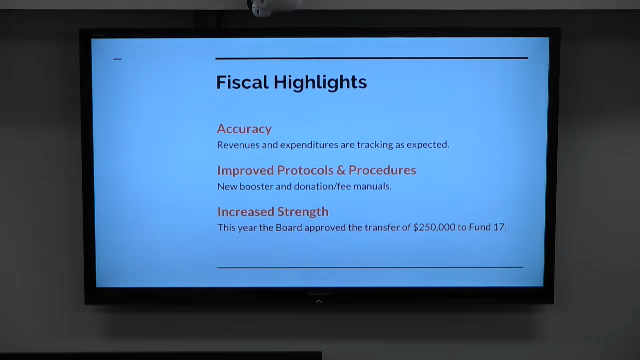 Fiscal Highlights
Accuracy
Revenues and expenditures are tracking as expected.
Improved Protocols & Procedures
New booster and donation/fee manuals.
Increased Strength
This year the Board approved the transfer of $250,000 to Fund 17.